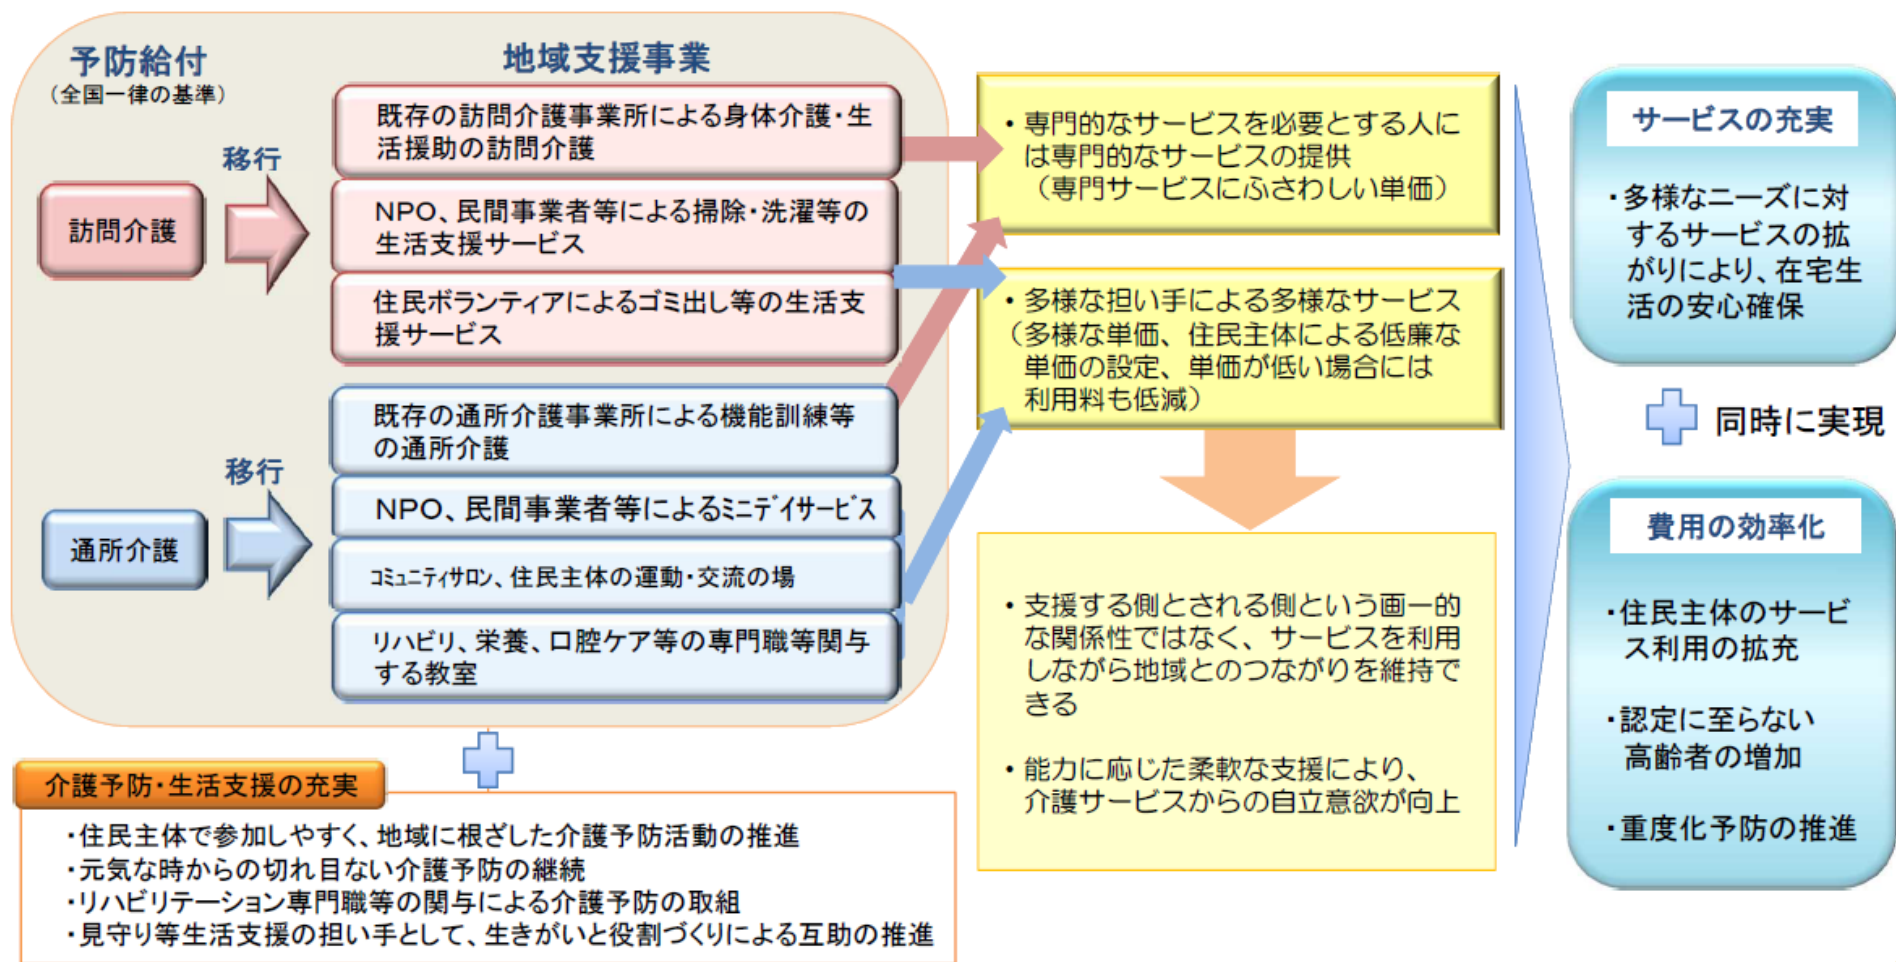 予防給付
(全国一律の基準)
地域支援事業
移行
訪問介護
既存の訪問介護事業所による身体介護・生
活援助の訪問介護
NPO、民間事業者等による掃除・洗濯等の
生活支援サービス
住民ボランティアによるゴミ出し等の生活支
援サービス
移行
通所介護
既存の通所介護事業所による機能訓練等
の通所介護
NPO、民間事業者等によるミニデイサービス
コミュニティサロン、住民主体の運動・交流の場
リハビリ、栄養、口腔ケア等の専門職等関与
する教室
・専門的なサービスを必要とする人に
は専門的なサービスの提供
(専門サービスにふさわしい単価)
・多様な担い手による多様なサービス
(多様な単価、住民主体による低廉な
単価の設定、単価が低い場合には
利用料も低減)
・支援する側とされる側という画一的
な関係性ではなく、サービスを利用
しながら地域とのつながりを維持で
きる
・能力に応じた柔軟な支援により、
介護サービスからの自立意欲が向上
サービスの充実
・多様なニーズに対
するサービスの拡
がりにより、在宅生
活の安心確保
同時に実現
費用の効率化
・住民主体のサービ
ス利用の拡充
・認定に至らない
高齢者の増加
・重度化予防の推進
介護予防・生活支援の充実
・住民主体で参加しやすく、地域に根ざした介護予防活動の推進
・元気な時からの切れ目ない介護予防の継続
・リハビリテーション専門職等の関与による介護予防の取組
・見守り等生活支援の担い手として、生きがいと役割づくりによる互助の推進